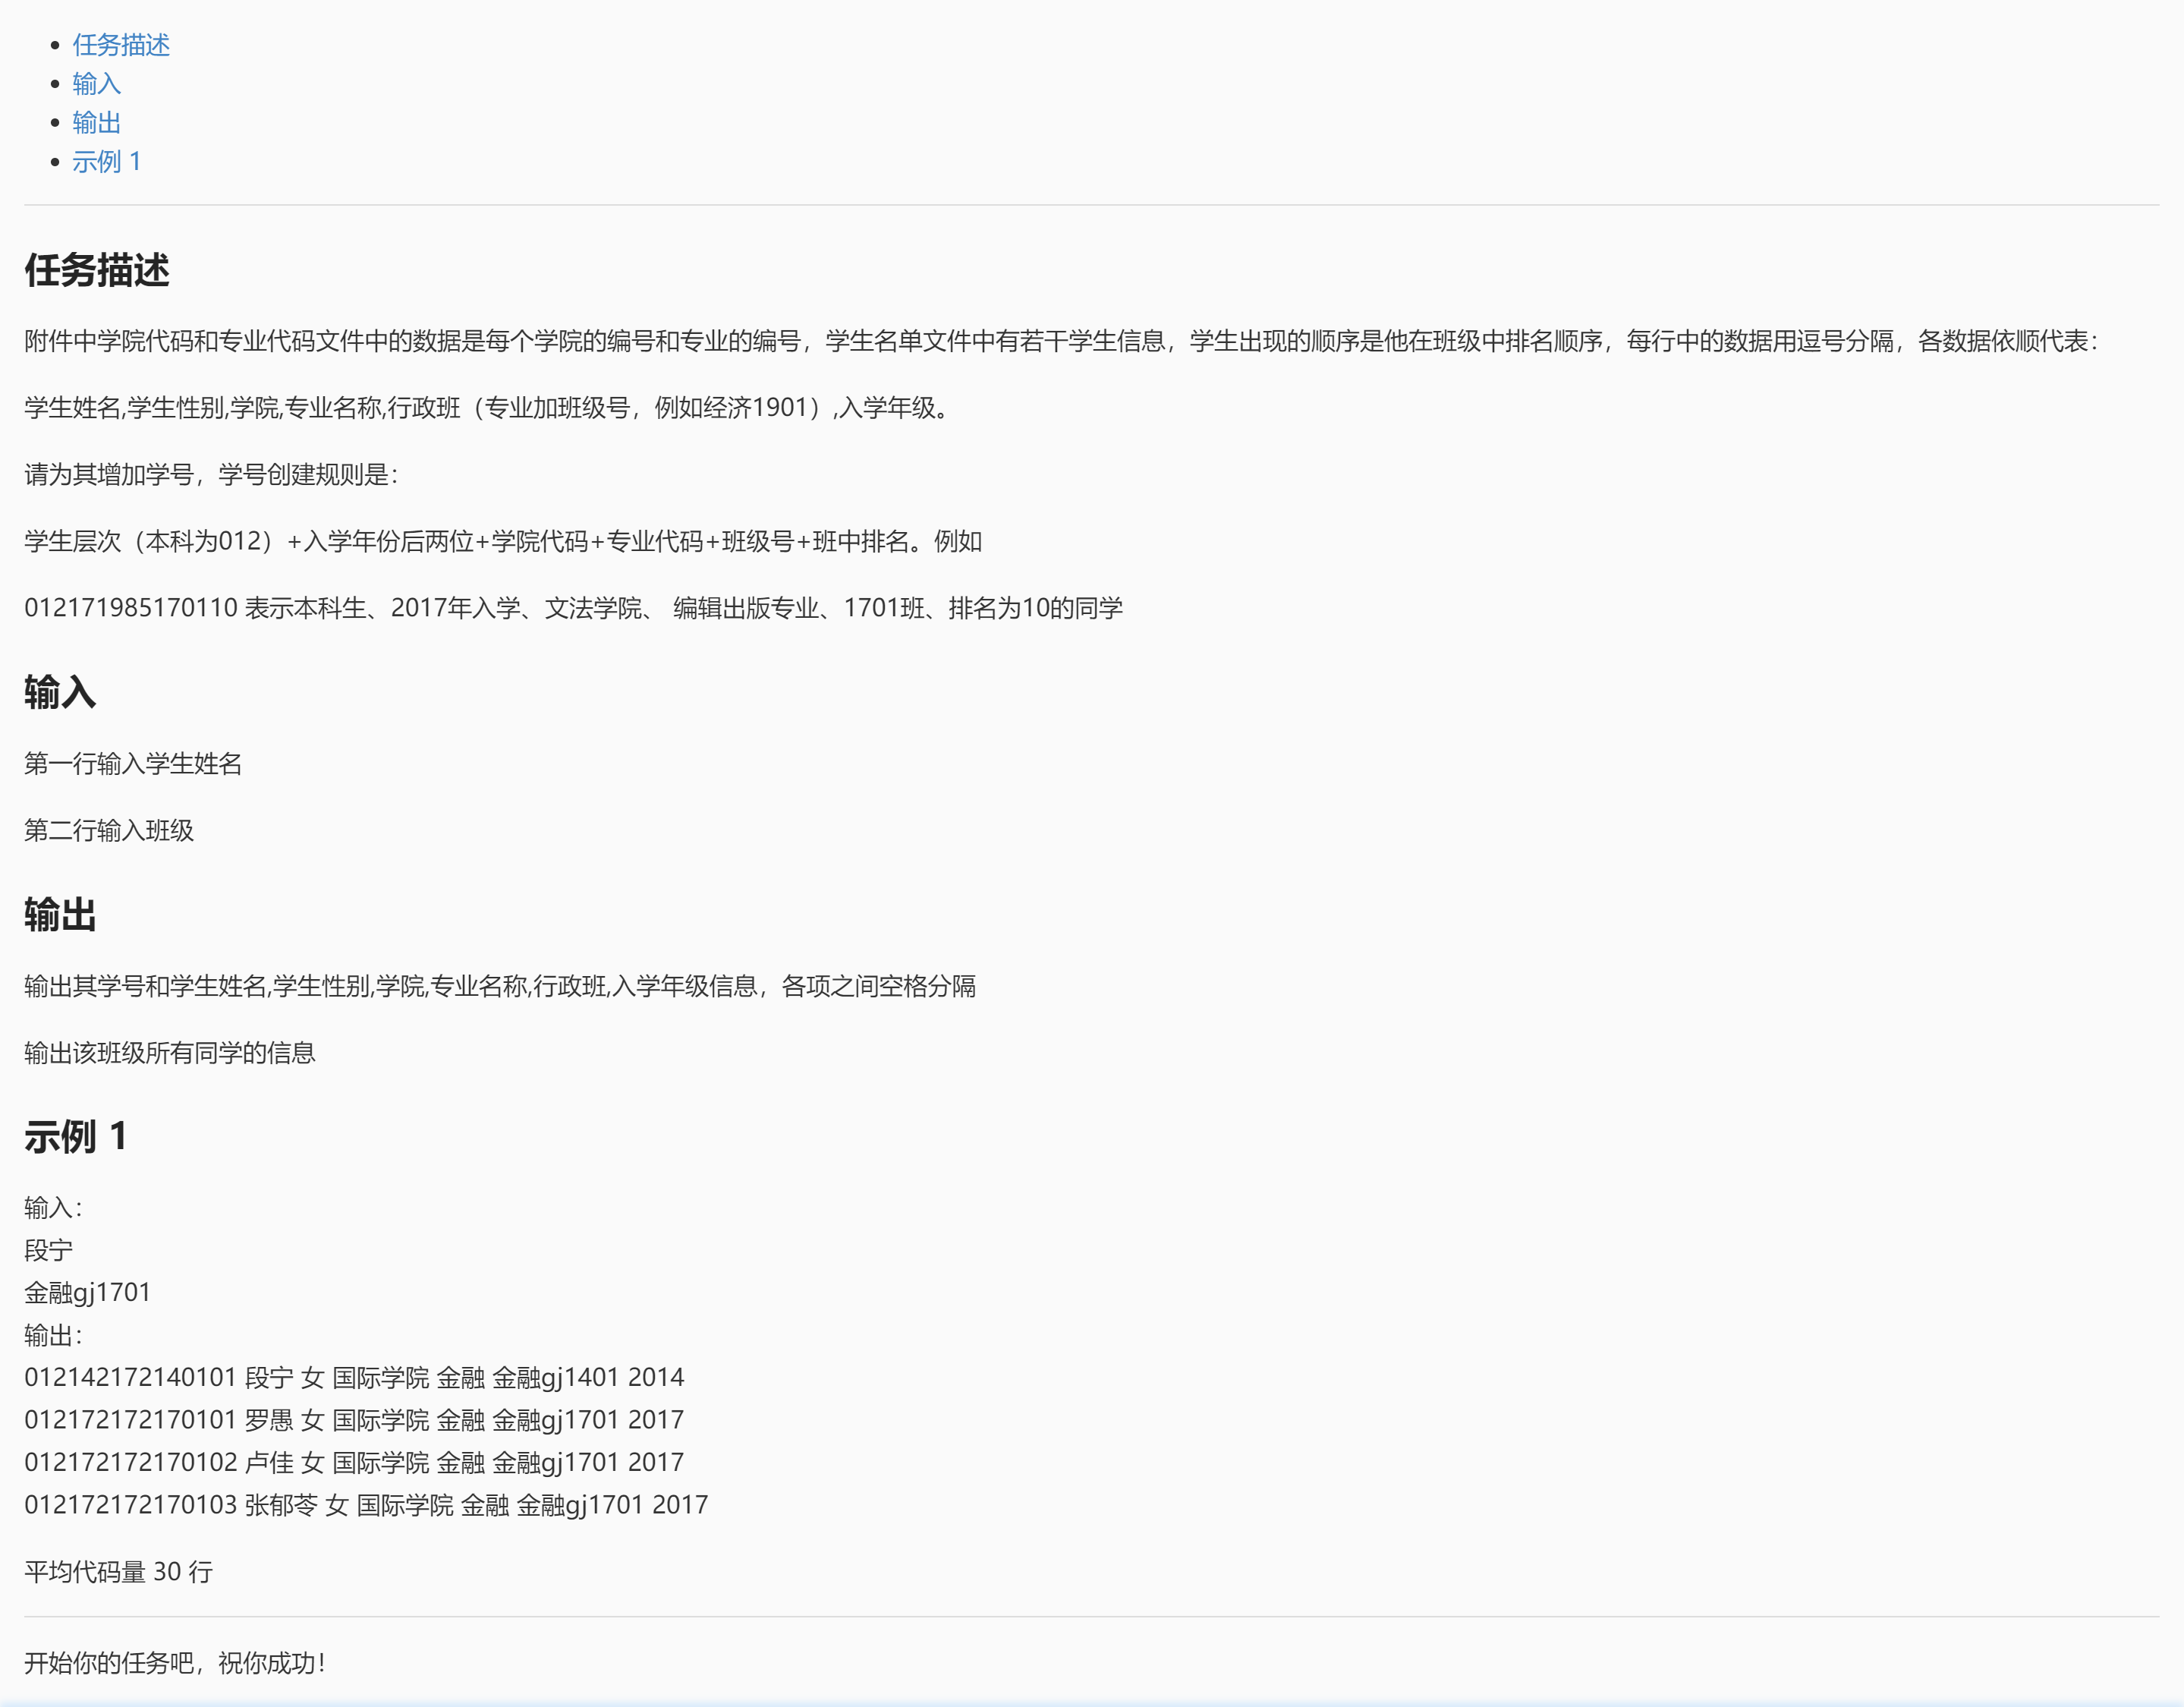 任务描述
输入
输出
示例 1
任务描述
附件中学院代码和专业代码文件中的数据是每个学院的编号和专业的编号，学生名单文件中有若干学生信息，学生出现的顺序是他在班级中排名顺序，每行中的数据用逗号分隔，各数据依顺代表：
学生姓名,学生性别,学院,专业名称,行政班（专业加班级号，例如经济1901）,入学年级。
请为其增加学号，学号创建规则是：
学生层次（本科为012）+入学年份后两位+学院代码+专业代码+班级号+班中排名。例如
012171985170110 表示本科生、2017年入学、文法学院、 编辑出版专业、1701班、排名为10的同学
输入
第一行输入学生姓名
第二行输入班级
输出
输出其学号和学生姓名,学生性别,学院,专业名称,行政班,入学年级信息，各项之间空格分隔
输出该班级所有同学的信息
示例 1
输入：
段宁
金融gj1701
输出：
012142172140101 段宁 女 国际学院 金融 金融gj1401 2014
012172172170101 罗愚 女 国际学院 金融 金融gj1701 2017
012172172170102 卢佳 女 国际学院 金融 金融gj1701 2017
012172172170103 张郁苓 女 国际学院 金融 金融gj1701 2017
平均代码量 30 行
开始你的任务吧，祝你成功！